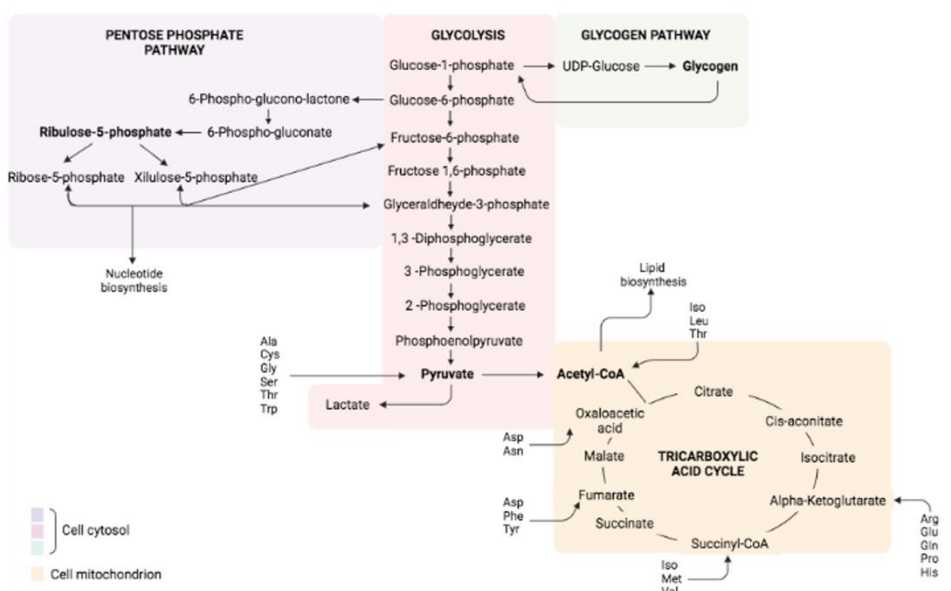 PENTOSE PHOSPHATE
PATHWAY
GLYCOLYSIS
GLYCOGEN PATHWAY
Glucose-1-phosphate
UDP-Glucose
Glycogen
6-Phospho-glucono-lactone
Glucose-6-phosphate
Ribulose-5-phosphate
6-Phospho-gluconate
Fructose-6-phosphate
Ribose-5-phosphate
Xilulose-5-phosphate
Fructose 1,6-phosphate
Glyceraldheyde-3-phosphate
1,3 -Diphosphoglycerate
3 -Phosphoglycerate
Nucleotide
biosynthesis
2 -Phosphoglycerate
Phosphoenolpyruvate
Lipid
biosynthesis
Iso
Leu
Thr
Ala
Cys
Gly
Ser
Thr
Trp
Pyruvate
Acetyl-CoA
Lactate
Citrate
Oxaloacetic
acid
Cis-aconitate
Asp
Asn
Malate
TRICARBOXYLIC
ACID CYCLE
Isocitrate
Asp
Phe
Tyr
Fumarate
Alpha-Ketoglutarate
Succinate
Succinyl-CoA
Arg
Glu
Gln
Pro
His
Iso
Met
Val
Cell cytosol
Cell mitochondrion